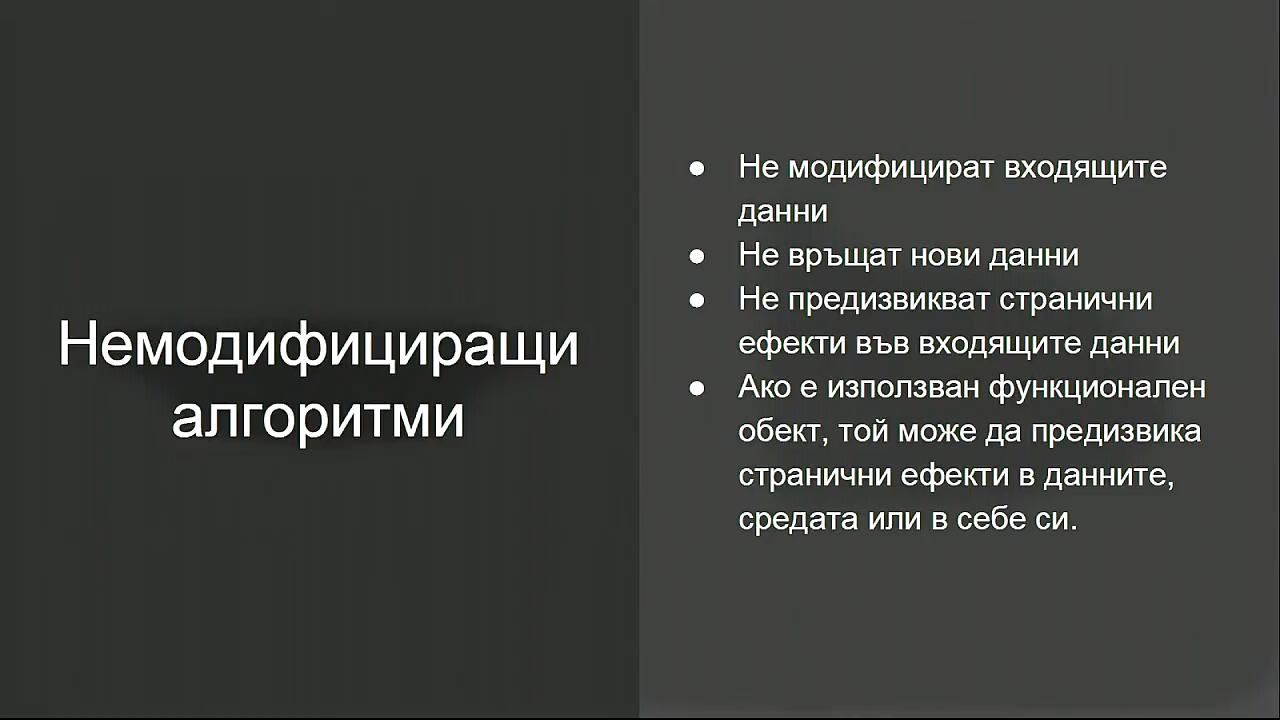 Немодифициращи
алгоритми
● Не модифицират входящите
данни
● Не връщат нови данни
● Не предизвикват странични
ефекти във входящите данни
● Ако е използван функционален
обект, той може да предизвика
странични ефекти в данните,
средата или в себе си.